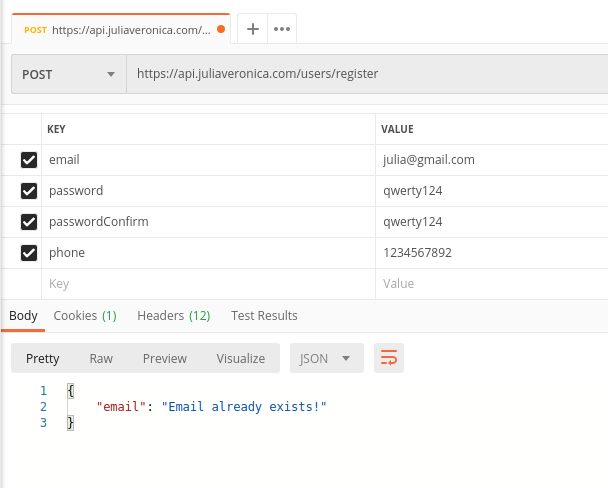 POST https://api.juliaveronica.com/...
POST https://api.juliaveronica.com/users/register
KEY VALUE
email julia@gmail.com
password qwerty124
passwordConfirm qwerty124
phone 1234567892
Key Value
Body Cookies (1) Headers (12) Test Results
Pretty Raw Preview Visualize JSON
1 {
2 "email": "Email already exists!"
3 }